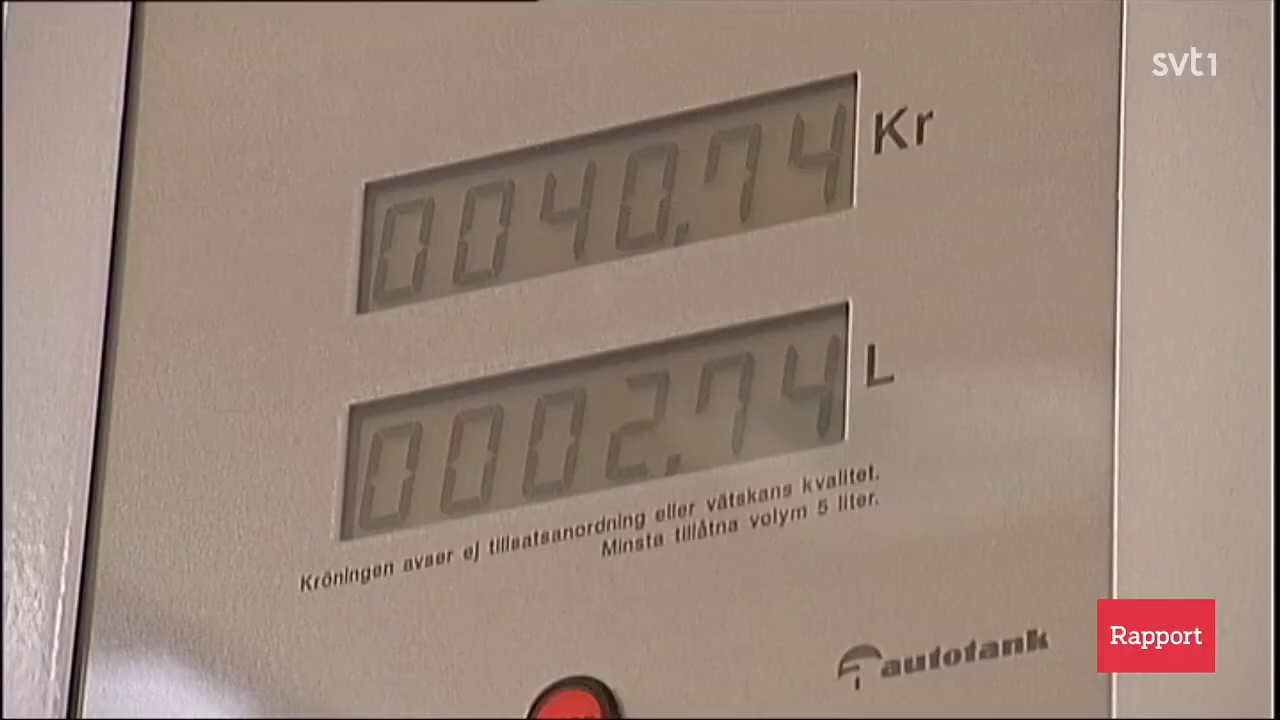 svt1
0040.74 Kr
0002.74 L
Kröningen avser ej tillsatsanordning eller vätskans kvalitet.
Minsta tillåtna volym 5 liter.
autotank
Rapport